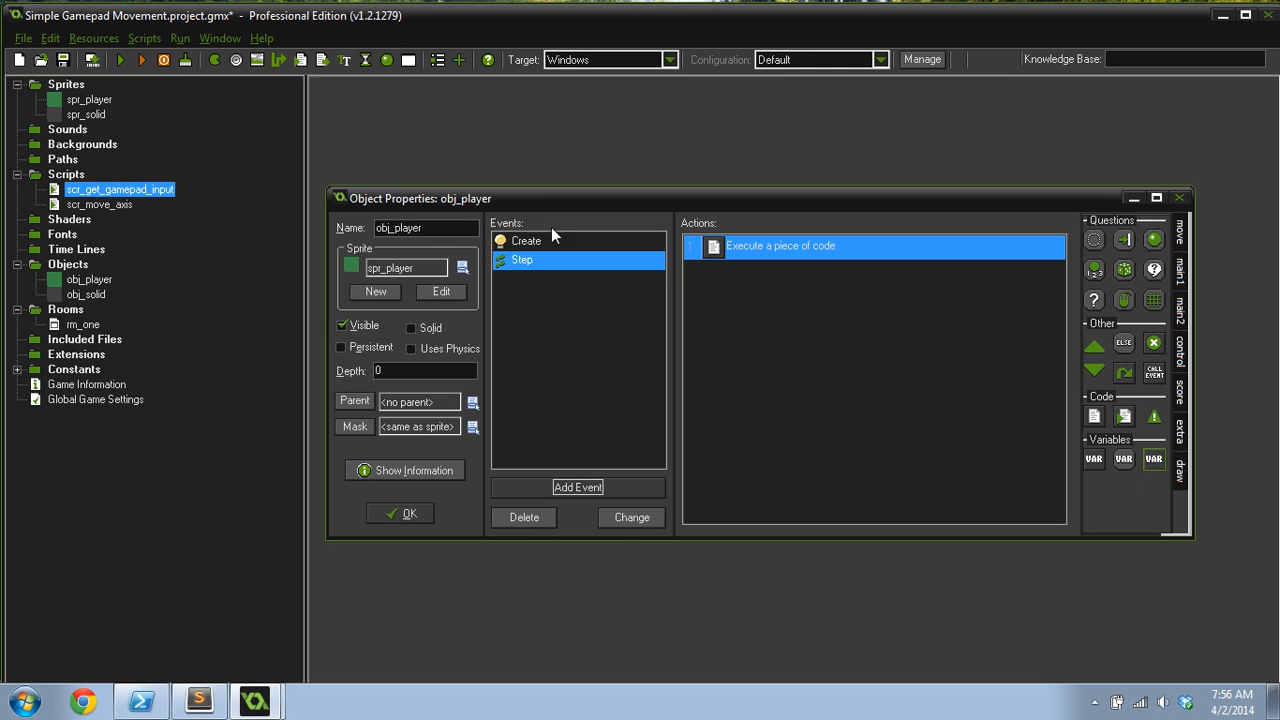 Simple Gamepad Movement.project.gmx* - Professional Edition (v1.2.1279)
File Edit Resources Scripts Run Window Help
Target: Windows Configuration: Default Manage Knowledge Base:
Sprites
spr_player
spr_solid
Sounds
Backgrounds
Paths
Scripts
scr_get_gamepad_input
scr_move_axis
Shaders
Fonts
Time Lines
Objects
obj_player
obj_solid
Rooms
rm_one
Included Files
Extensions
Constants
Game Information
Global Game Settings
Object Properties: obj_player
Name: obj_player
Sprite
spr_player
New Edit
Visible Solid
Persistent Uses Physics
Depth: 0
Parent <no parent>
Mask <same as sprite>
Show Information
OK
Events:
Create
Step
Add Event
Delete Change
Actions:
1 Execute a piece of code
Questions
Other
ELSE
CALL EVENT
Code
Variables
VAR VAR VAR
move
main1
main2
control
score
extra
draw
7:56 AM
4/2/2014